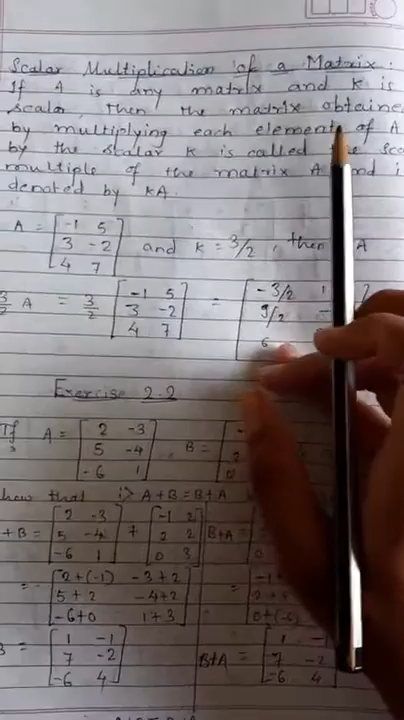 Scalar Multiplication of a Matrix:
If A is any matrix and K is
scalar, then the matrix obtaine
by multiplying each element of A
by the scalar K is called
multiple of the matrix A
denoted by KA.
A = [-1 5; 3 -2; 4 7] and K = 3/2, then A
3/2 A = 3/2 [-1 5; 3 -2; 4 7] = [-3/2; 9/2; 6
Exercise 2.2
If A = [2 -3; 5 -4; -6 1], B =
how that i> A+B = B+A
+B = [2 -3; 5 -4; -6 1] + [-1 2; 2 2; 0 3] B+A =
= [2+(-1) -3+2; 5+2 -4+2; -6+0 1+3] =
= [1 -1; 7 -2; -6 4] B+A = [1 -1; 7 -2; -6 4]